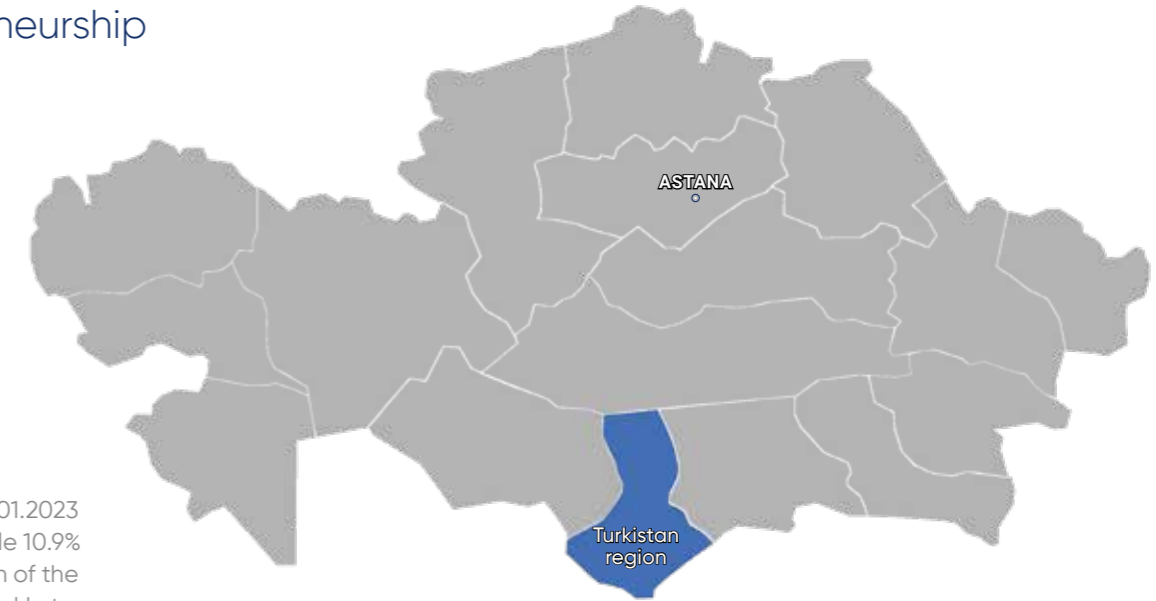 neurship
ASTANA
Turkistan
region
01.2023
le 10.9%
n of the